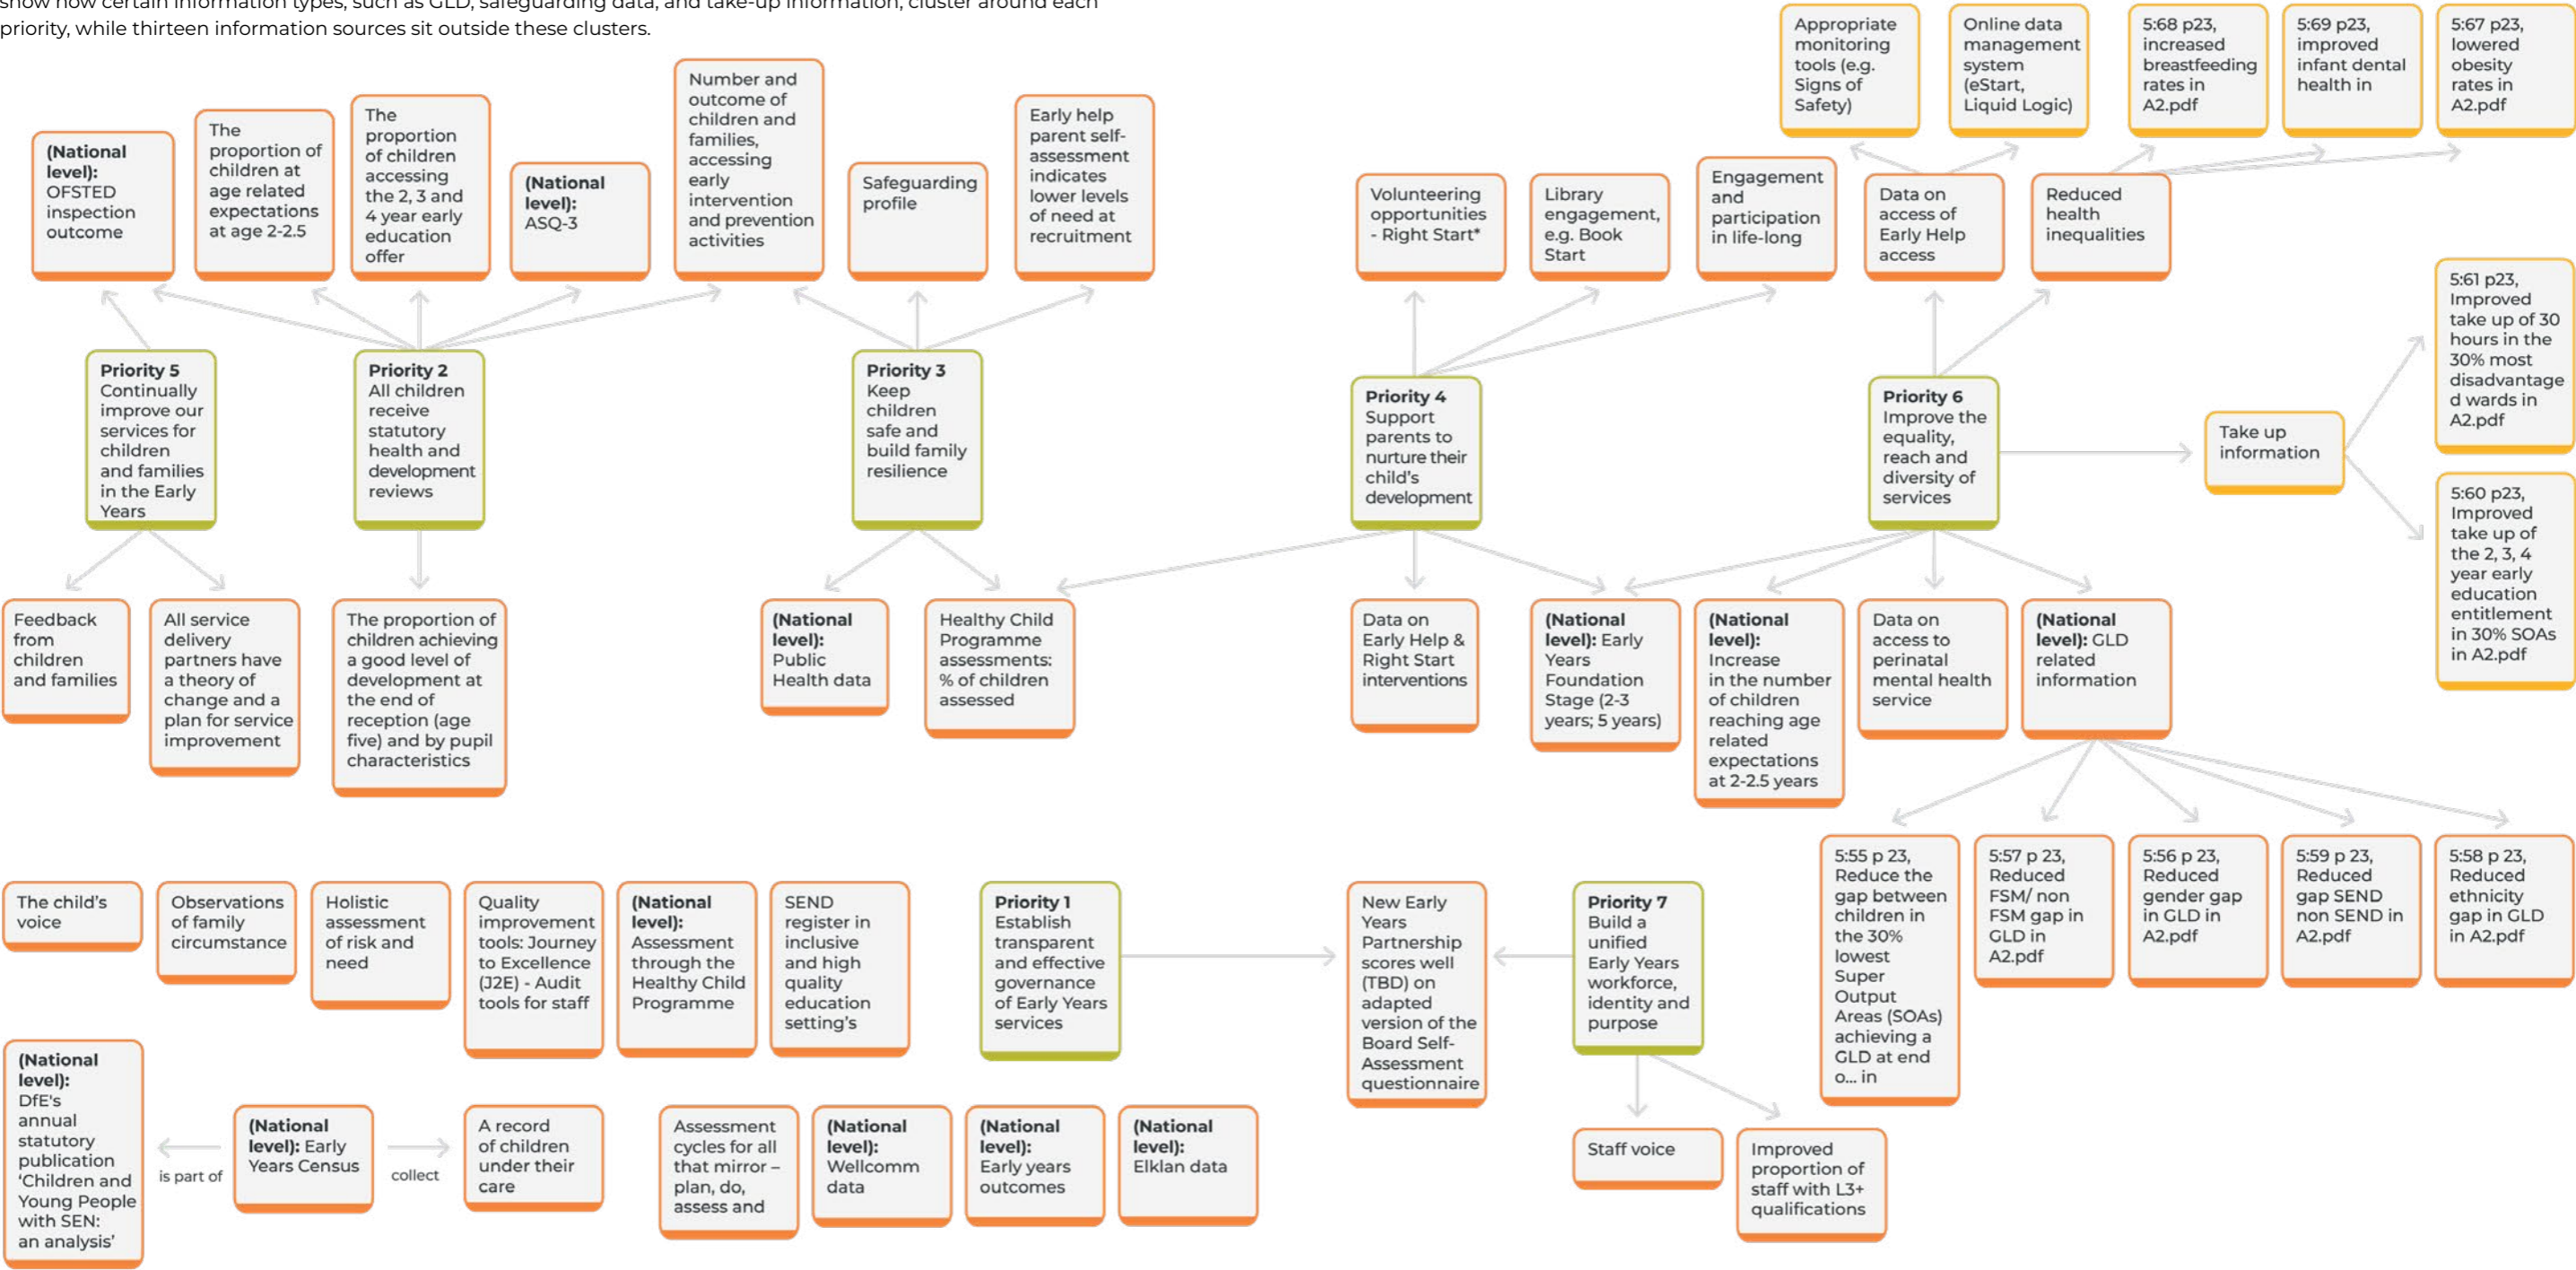 show how certain information types, such as GLD, safeguarding data, and take-up information, cluster around each
priority, while thirteen information sources sit outside these clusters.
Appropriate
monitoring
tools (e.g.
Signs of
Safety)
Online data
management
system
(eStart,
Liquid Logic)
5:68 p23,
increased
breastfeeding
rates in
A2.pdf
5:69 p23,
improved
infant dental
health in
5:67 p23,
lowered
obesity
rates in
A2.pdf
(National
level):
OFSTED
inspection
outcome
The
proportion of
children at
age related
expectations
at age 2-2.5
The
proportion
of children
accessing
the 2, 3 and
4 year early
education
offer
(National
level):
ASQ-3
Number and
outcome of
children and
families,
accessing
early
intervention
and prevention
activities
Safeguarding
profile
Early help
parent self-
assessment
indicates
lower levels
of need at
recruitment
Volunteering
opportunities
- Right Start*
Library
engagement,
e.g. Book
Start
Engagement
and
participation
in life-long
Data on
access of
Early Help
access
Reduced
health
inequalities
Priority 5
Continually
improve our
services for
children
and families
in the Early
Years
Priority 2
All children
receive
statutory
health and
development
reviews
Priority 3
Keep
children
safe and
build family
resilience
Priority 4
Support
parents to
nurture their
child's
development
Priority 6
Improve the
equality,
reach and
diversity of
services
Take up
information
5:61 p23,
Improved
take up of 30
hours in the
30% most
disadvantage
d wards in
A2.pdf
5:60 p23,
Improved
take up of
the 2, 3, 4
year early
education
entitlement
in 30% SOAs
in A2.pdf
Feedback
from
children
and families
All service
delivery
partners have
a theory of
change and a
plan for service
improvement
The proportion of
children achieving
a good level of
development at
the end of
reception (age
five) and by pupil
characteristics
(National
level):
Public
Health data
Healthy Child
Programme
assessments:
% of children
assessed
Data on
Early Help &
Right Start
interventions
(National
level): Early
Years
Foundation
Stage (2-3
years; 5 years)
(National
level):
Increase
in the number
of children
reaching age
related
expectations
at 2-2.5 years
Data on
access to
perinatal
mental health
service
(National
level): GLD
related
information
5:55 p 23,
Reduce the
gap between
children in
the 30%
lowest
Super
Output
Areas (SOAs)
achieving a
GLD at end
o... in
5:57 p 23,
Reduced
FSM/ non
FSM gap in
GLD in
A2.pdf
5:56 p 23,
Reduced
gender gap
in GLD in
A2.pdf
5:59 p 23,
Reduced
gap SEND
non SEND in
A2.pdf
5:58 p 23,
Reduced
ethnicity
gap in GLD
in A2.pdf
The child's
voice
Observations
of family
circumstance
Holistic
assessment
of risk and
need
Quality
improvement
tools: Journey
to Excellence
(J2E) - Audit
tools for staff
(National
level):
Assessment
through the
Healthy Child
Programme
SEND
register in
inclusive
and high
quality
education
setting's
Priority 1
Establish
transparent
and effective
governance
of Early Years
services
New Early
Years
Partnership
scores well
(TBD) on
adapted
version of the
Board Self-
Assessment
questionnaire
Priority 7
Build a
unified
Early Years
workforce,
identity and
purpose
(National
level):
DfE's
annual
statutory
publication
'Children and
Young People
with SEN:
an analysis'
is part of
(National
level): Early
Years Census
collect
A record
of children
under their
care
Assessment
cycles for all
that mirror –
plan, do,
assess and
(National
level):
Wellcomm
data
(National
level):
Early years
outcomes
(National
level):
Elklan data
Staff voice
Improved
proportion of
staff with L3+
qualifications